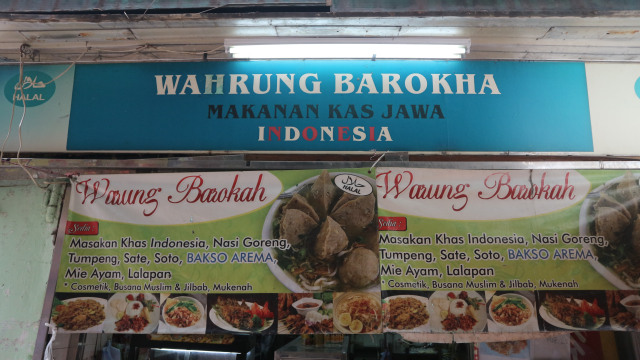 حلال
HALAL
WAHRUNG BAROKHA
MAKANAN KAS JAWA
INDONESIA
Warung Barokah
حلال
HALAL
Sedia:
Masakan Khas Indonesia, Nasi Goreng,
Tumpeng, Sate, Soto, BAKSO AREMA,
Mie Ayam, Lalapan
* Cosmetik, Busana Muslim & Jilbab, Mukenah
Warung Barokah
Sedia:
Masakan Khas Indonesia, Nasi Goreng,
Tumpeng, Sate, Soto, BAKSO AREMA,
Mie Ayam, Lalapan
* Cosmetik, Busana Muslim & Jilbab, Mukenah